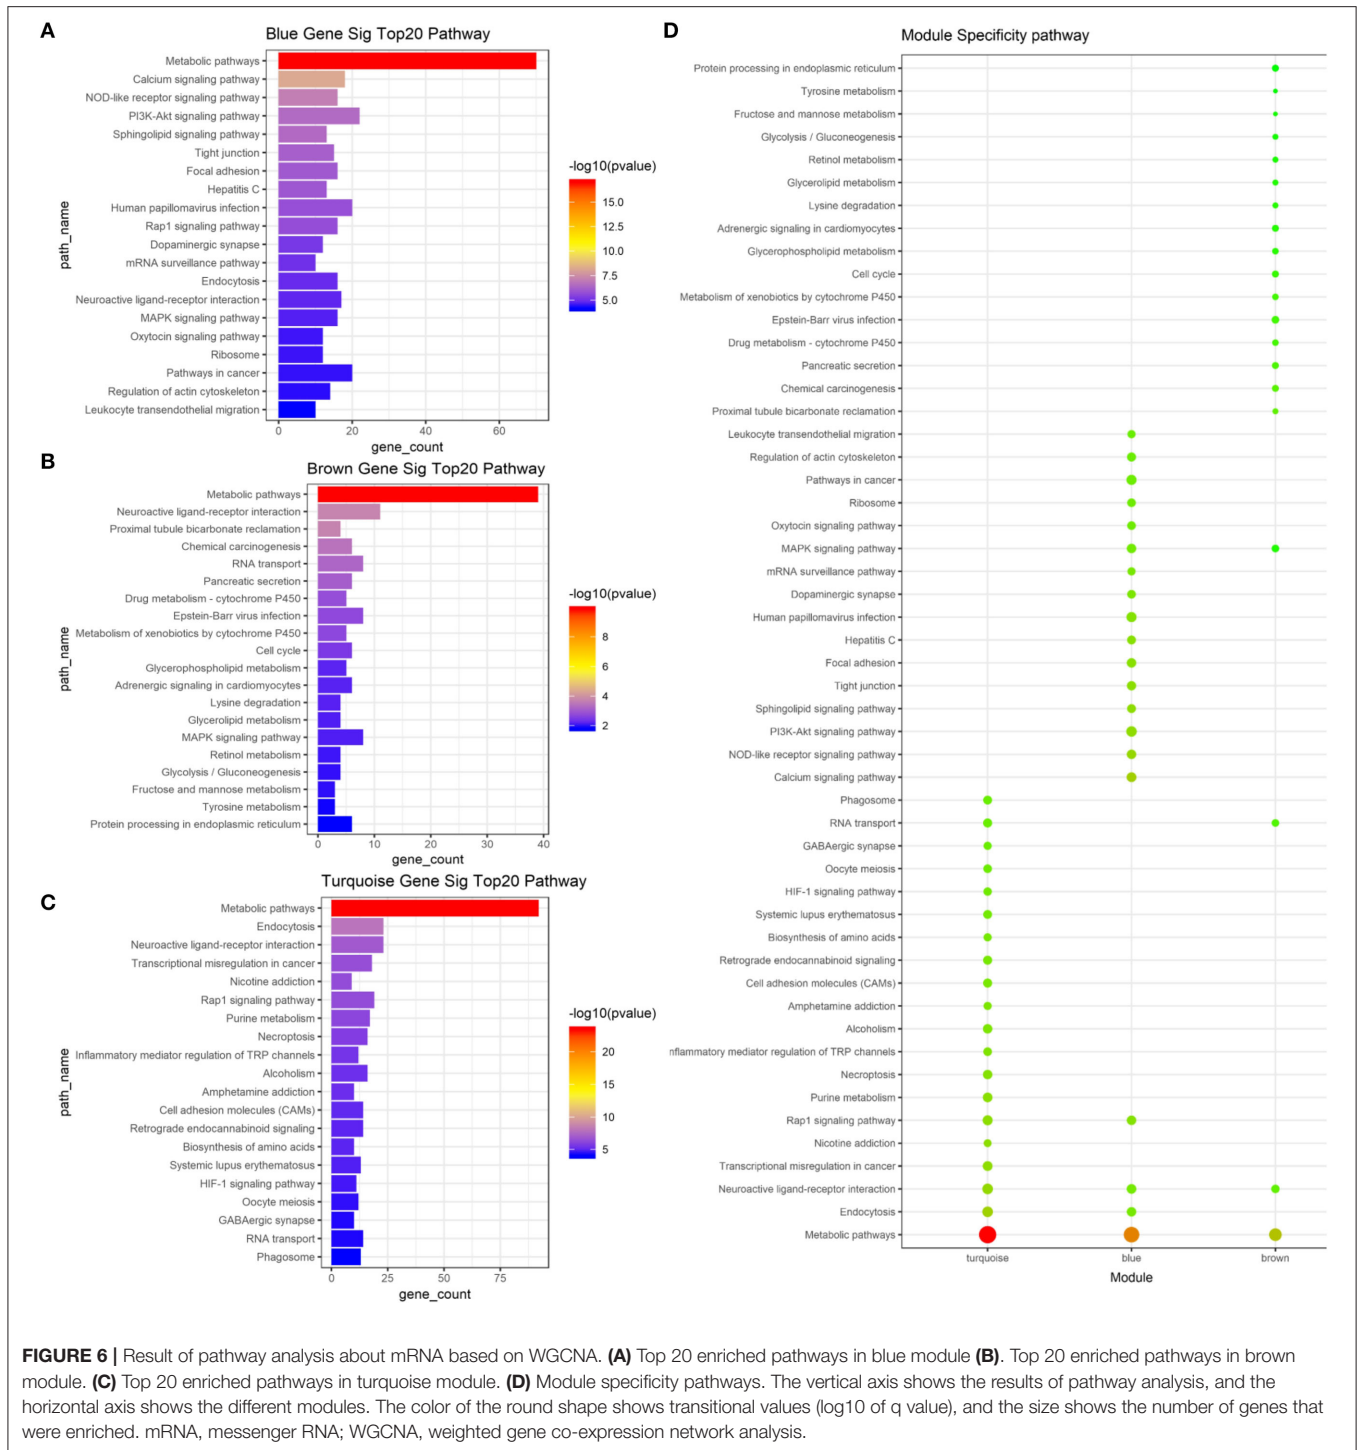 A
Blue Gene Sig Top20 Pathway
path_name
Metabolic pathways
Calcium signaling pathway
NOD-like receptor signaling pathway
PI3K-Akt signaling pathway
Sphingolipid signaling pathway
Tight junction
Focal adhesion
Hepatitis C
Human papillomavirus infection
Rap1 signaling pathway
Dopaminergic synapse
mRNA surveillance pathway
Endocytosis
Neuroactive ligand-receptor interaction
MAPK signaling pathway
Oxytocin signaling pathway
Ribosome
Pathways in cancer
Regulation of actin cytoskeleton
Leukocyte transendothelial migration
0 20 40 60
gene_count
-log10(pvalue)
15.0
12.5
10.0
7.5
5.0
B
Brown Gene Sig Top20 Pathway
path_name
Metabolic pathways
Neuroactive ligand-receptor interaction
Proximal tubule bicarbonate reclamation
Chemical carcinogenesis
RNA transport
Pancreatic secretion
Drug metabolism - cytochrome P450
Epstein-Barr virus infection
Metabolism of xenobiotics by cytochrome P450
Cell cycle
Glycerophospholipid metabolism
Adrenergic signaling in cardiomyocytes
Lysine degradation
Glycerolipid metabolism
MAPK signaling pathway
Retinol metabolism
Glycolysis / Gluconeogenesis
Fructose and mannose metabolism
Tyrosine metabolism
Protein processing in endoplasmic reticulum
0 10 20 30 40
gene_count
-log10(pvalue)
8
6
4
2
C
Turquoise Gene Sig Top20 Pathway
path_name
Metabolic pathways
Endocytosis
Neuroactive ligand-receptor interaction
Transcriptional misregulation in cancer
Nicotine addiction
Rap1 signaling pathway
Purine metabolism
Necroptosis
Inflammatory mediator regulation of TRP channels
Alcoholism
Amphetamine addiction
Cell adhesion molecules (CAMs)
Retrograde endocannabinoid signaling
Biosynthesis of amino acids
Systemic lupus erythematosus
HIF-1 signaling pathway
Oocyte meiosis
GABAergic synapse
RNA transport
Phagosome
0 25 50 75
gene_count
-log10(pvalue)
20
15
10
5
D
Module Specificity pathway
Protein processing in endoplasmic reticulum
Tyrosine metabolism
Fructose and mannose metabolism
Glycolysis / Gluconeogenesis
Retinol metabolism
Glycerolipid metabolism
Lysine degradation
Adrenergic signaling in cardiomyocytes
Glycerophospholipid metabolism
Cell cycle
Metabolism of xenobiotics by cytochrome P450
Epstein-Barr virus infection
Drug metabolism - cytochrome P450
Pancreatic secretion
Chemical carcinogenesis
Proximal tubule bicarbonate reclamation
Leukocyte transendothelial migration
Regulation of actin cytoskeleton
Pathways in cancer
Ribosome
Oxytocin signaling pathway
MAPK signaling pathway
mRNA surveillance pathway
Dopaminergic synapse
Human papillomavirus infection
Hepatitis C
Focal adhesion
Tight junction
Sphingolipid signaling pathway
PI3K-Akt signaling pathway
NOD-like receptor signaling pathway
Calcium signaling pathway
Phagosome
RNA transport
GABAergic synapse
Oocyte meiosis
HIF-1 signaling pathway
Systemic lupus erythematosus
Biosynthesis of amino acids
Retrograde endocannabinoid signaling
Cell adhesion molecules (CAMs)
Amphetamine addiction
Alcoholism
nflammatory mediator regulation of TRP channels
Necroptosis
Purine metabolism
Rap1 signaling pathway
Nicotine addiction
Transcriptional misregulation in cancer
Neuroactive ligand-receptor interaction
Endocytosis
Metabolic pathways
turquoise blue brown
Module
FIGURE 6 | Result of pathway analysis about mRNA based on WGCNA. (A) Top 20 enriched pathways in blue module (B). Top 20 enriched pathways in brown
module. (C) Top 20 enriched pathways in turquoise module. (D) Module specificity pathways. The vertical axis shows the results of pathway analysis, and the
horizontal axis shows the different modules. The color of the round shape shows transitional values (log10 of q value), and the size shows the number of genes that
were enriched. mRNA, messenger RNA; WGCNA, weighted gene co-expression network analysis.